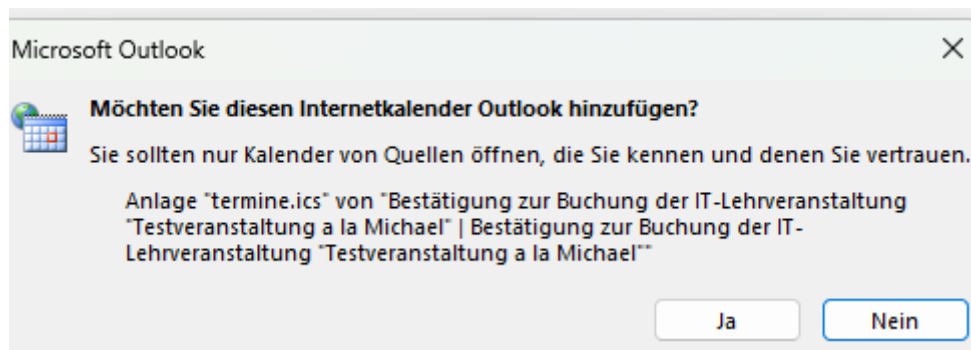 Microsoft Outlook
Möchten Sie diesen Internetkalender Outlook hinzufügen?
Sie sollten nur Kalender von Quellen öffnen, die Sie kennen und denen Sie vertrauen.
Anlage "termine.ics" von "Bestätigung zur Buchung der IT-Lehrveranstaltung
"Testveranstaltung a la Michael" | Bestätigung zur Buchung der IT-
Lehrveranstaltung "Testveranstaltung a la Michael""
Ja
Nein